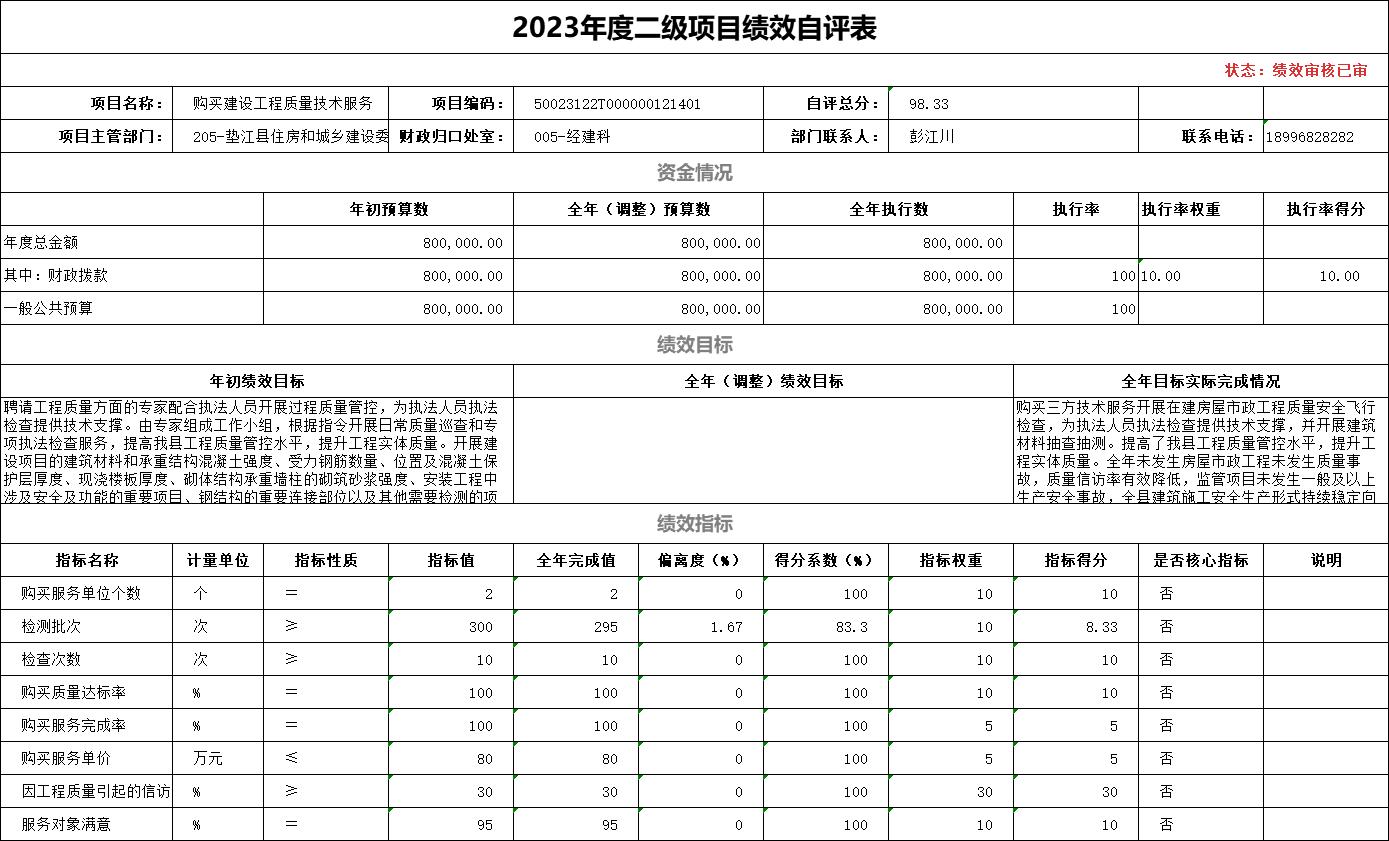 2023年度二级项目绩效自评表
状态：绩效审核已审
项目名称： 购买建设工程质量技术服务 项目编码： 50023122T000000121401 自评总分： 98.33
项目主管部门： 205-垫江县住房和城乡建设委 财政归口处室： 005-经建科 部门联系人： 彭江川 联系电话： 18996828282
资金情况
年初预算数 全年（调整）预算数 全年执行数 执行率 执行率权重 执行率得分
年度总金额 800,000.00 800,000.00 800,000.00
其中：财政拨款 800,000.00 800,000.00 800,000.00 100 10.00 10.00
一般公共预算 800,000.00 800,000.00 800,000.00 100
绩效目标
年初绩效目标 全年（调整）绩效目标 全年目标实际完成情况
聘请工程质量方面的专家配合执法人员开展过程质量管控，为执法人员执法
检查提供技术支撑。由专家组成工作小组，根据指令开展日常质量巡查和专
项执法检查服务，提高我县工程质量管控水平，提升工程实体质量。开展建
设项目的建筑材料和承重结构混凝土强度、受力钢筋数量、位置及混凝土保
护层厚度、现浇楼板厚度、砌体结构承重墙柱的砌筑砂浆强度、安装工程中
涉及安全及功能的重要项目、钢结构的重要连接部位以及其他需要检测的项
购买三方技术服务开展在建房屋市政工程质量安全飞行
检查，为执法人员执法检查提供技术支撑，并开展建筑
材料抽查抽测。提高了我县工程质量管控水平，提升工
程实体质量。全年未发生房屋市政工程未发生质量事
故，质量信访率有效降低，监管项目未发生一般及以上
生产安全事故，全县建筑施工安全生产形式持续稳定向
绩效指标
指标名称 计量单位 指标性质 指标值 全年完成值 偏离度（%） 得分系数（%） 指标权重 指标得分 是否核心指标 说明
购买服务单位个数 个 ＝ 2 2 0 100 10 10 否
检测批次 次 ≥ 300 295 1.67 83.3 10 8.33 否
检查次数 次 ≥ 10 10 0 100 10 10 否
购买质量达标率 % ＝ 100 100 0 100 10 10 否
购买服务完成率 % ＝ 100 100 0 100 5 5 否
购买服务单价 万元 ≤ 80 80 0 100 5 5 否
因工程质量引起的信访 % ≥ 30 30 0 100 30 30 否
服务对象满意 % ＝ 95 95 0 100 10 10 否